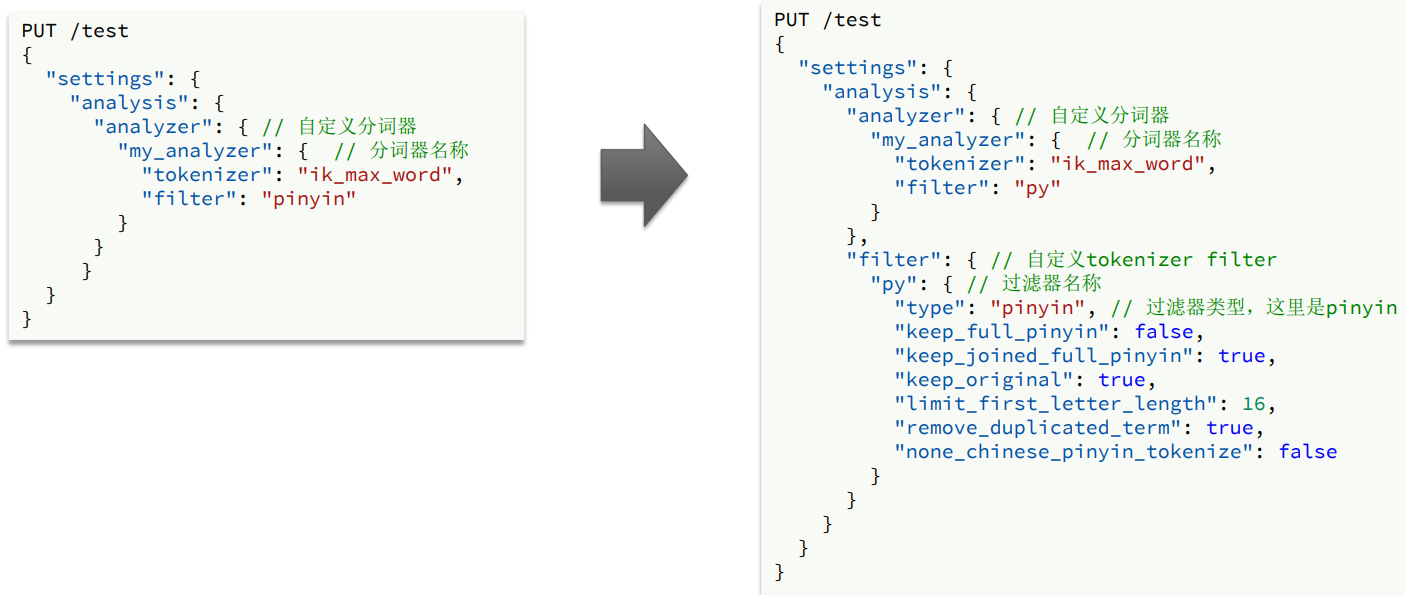 PUT /test
{
  "settings": {
    "analysis": {
      "analyzer": { // 自定义分词器
        "my_analyzer": {  // 分词器名称
          "tokenizer": "ik_max_word",
          "filter": "pinyin"
        }
      }
     }
  }
}
PUT /test
{
  "settings": {
    "analysis": {
      "analyzer": { // 自定义分词器
        "my_analyzer": {  // 分词器名称
          "tokenizer": "ik_max_word",
          "filter": "py"
        }
      },
      "filter": { // 自定义tokenizer filter
        "py": { // 过滤器名称
          "type": "pinyin", // 过滤器类型，这里是pinyin
          "keep_full_pinyin": false,
          "keep_joined_full_pinyin": true,
          "keep_original": true,
          "limit_first_letter_length": 16,
          "remove_duplicated_term": true,
          "none_chinese_pinyin_tokenize": false
        }
      }
    }
  }
}